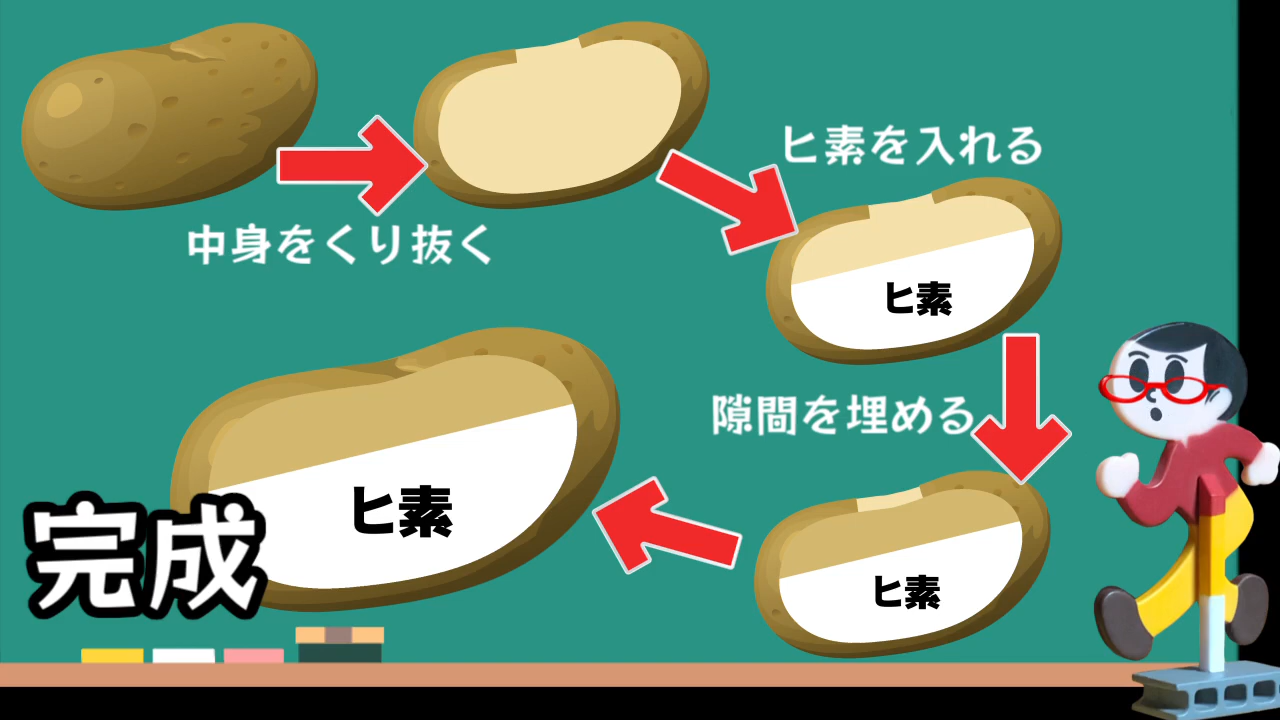 中身をくり抜く
ヒ素を入れる
ヒ素
隙間を埋める
ヒ素
ヒ素
完成